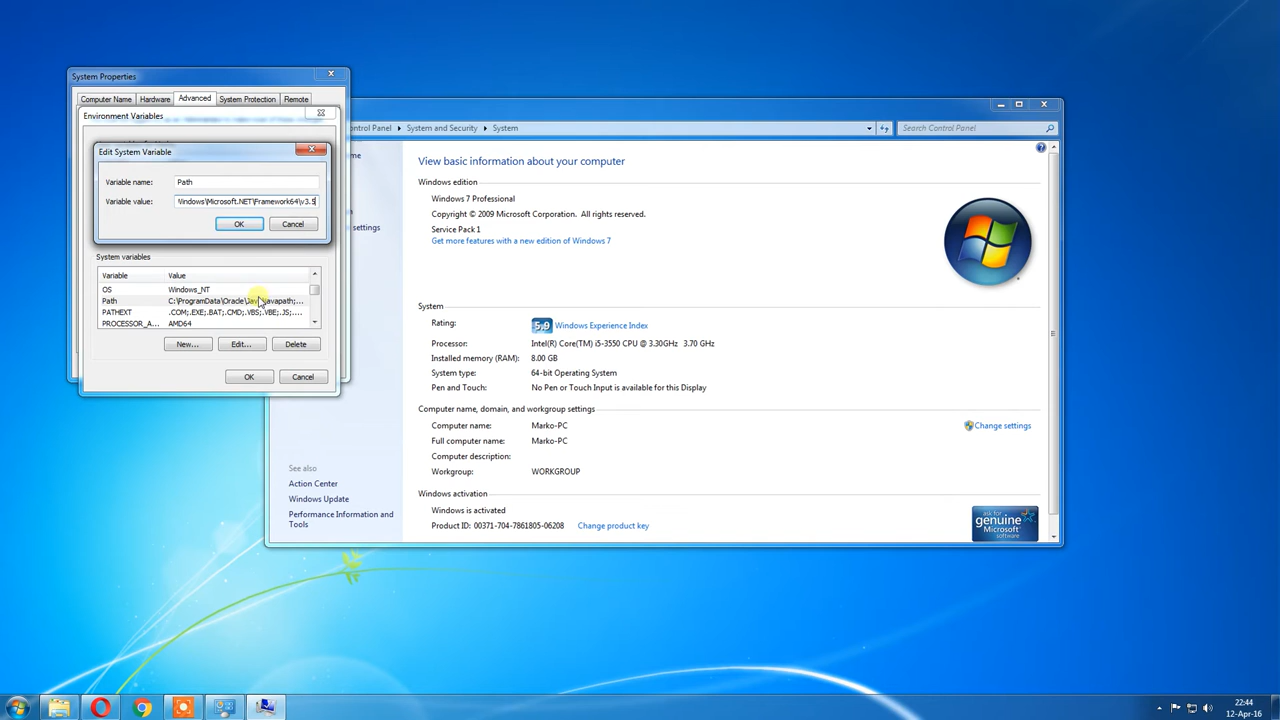 System Properties
Computer Name Hardware Advanced System Protection Remote
Environment Variables
Edit System Variable
Variable name: Path
Variable value: Windows\Microsoft.NET\Framework64\v3.5
OK Cancel
System variables
Variable Value
OS Windows_NT
Path C:\ProgramData\Oracle\Java\javapath;...
PATHEXT .COM;.EXE;.BAT;.CMD;.VBS;.VBE;.JS;....
PROCESSOR_A... AMD64
New... Edit... Delete
OK Cancel
Control Panel System and Security System
Search Control Panel
View basic information about your computer
Windows edition
Windows 7 Professional
Copyright © 2009 Microsoft Corporation. All rights reserved.
Service Pack 1
Get more features with a new edition of Windows 7
System
Rating: 5,9 Windows Experience Index
Processor: Intel(R) Core(TM) i5-3550 CPU @ 3.30GHz 3.70 GHz
Installed memory (RAM): 8.00 GB
System type: 64-bit Operating System
Pen and Touch: No Pen or Touch Input is available for this Display
Computer name, domain, and workgroup settings
Computer name: Marko-PC
Full computer name: Marko-PC
Computer description:
Workgroup: WORKGROUP
Change settings
Windows activation
Windows is activated
Product ID: 00371-704-7861805-06208 Change product key
ask for
genuine
Microsoft
software
settings
See also
Action Center
Windows Update
Performance Information and
Tools
22:44
12-Apr-16